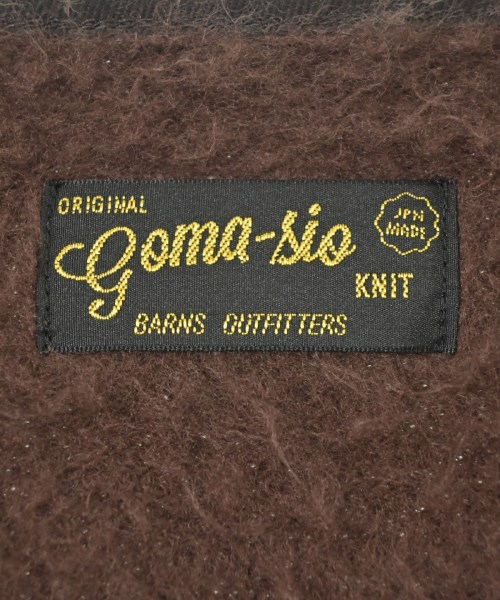 ORIGINAL
JPN
MADE
Goma-sio
KNIT
BARNS OUTFITTERS